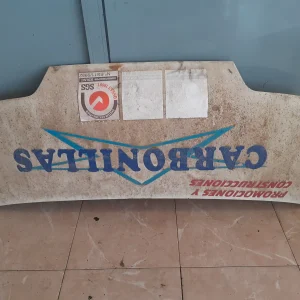 CARBONILLAS
PROMOCIONES Y
CONSTRUCCIONES
SGS